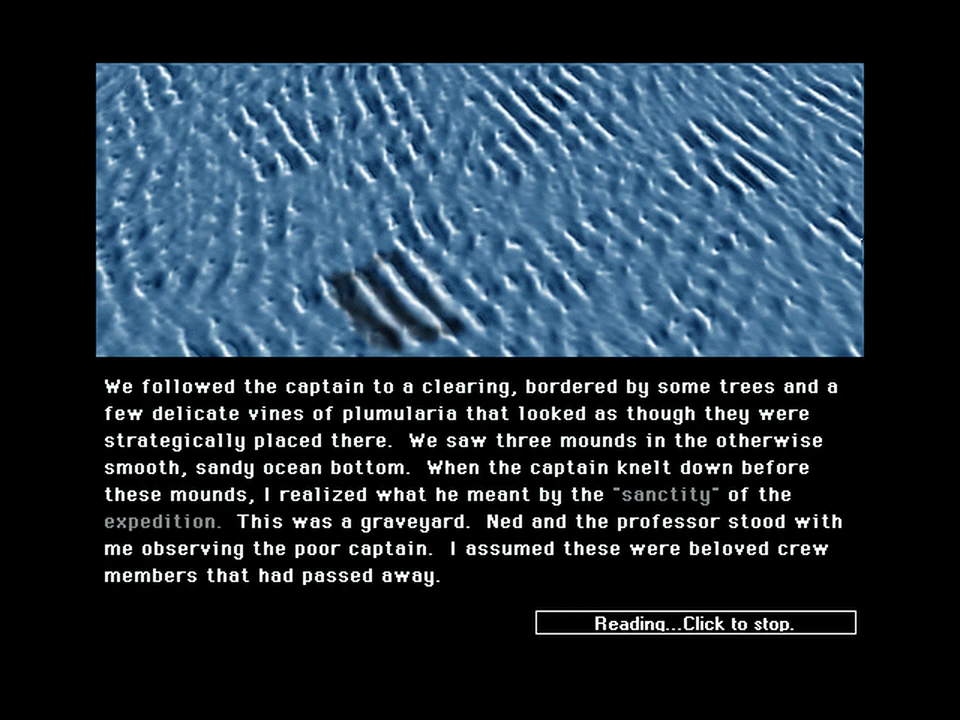 We followed the captain to a clearing, bordered by some trees and a
few delicate vines of plumularia that looked as though they were
strategically placed there.  We saw three mounds in the otherwise
smooth, sandy ocean bottom.  When the captain knelt down before
these mounds, I realized what he meant by the "sanctity" of the
expedition.  This was a graveyard.  Ned and the professor stood with
me observing the poor captain.  I assumed these were beloved crew
members that had passed away.
Reading...Click to stop.